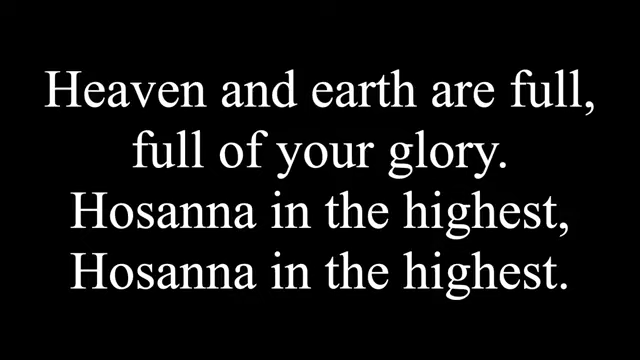 Heaven and earth are full,
full of your glory.
Hosanna in the highest,
Hosanna in the highest.